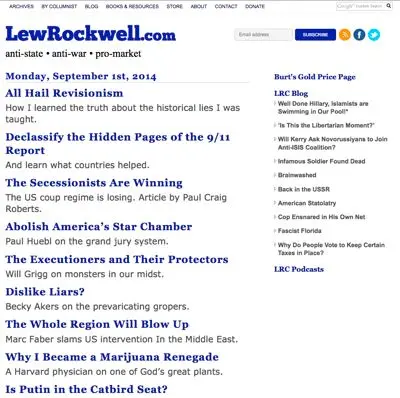 ARCHIVES BY COLUMNIST BLOG BOOKS & RESOURCES STORE ABOUT CONTACT DONATE
LewRockwell.com
anti-state • anti-war • pro-market
Email address
SUBSCRIBE
Monday, September 1st, 2014
All Hail Revisionism
How I learned the truth about the historical lies I was
taught.
Declassify the Hidden Pages of the 9/11
Report
And learn what countries helped.
The Secessionists Are Winning
The US coup regime is losing. Article by Paul Craig
Roberts.
Abolish America's Star Chamber
Paul Huebl on the grand jury system.
The Executioners and Their Protectors
Will Grigg on monsters in our midst.
Dislike Liars?
Becky Akers on the prevaricating gropers.
The Whole Region Will Blow Up
Marc Faber slams US intervention In the Middle East.
Why I Became a Marijuana Renegade
A Harvard physician on one of God's great plants.
Is Putin in the Catbird Seat?
Burt's Gold Price Page
LRC Blog
Well Done Hillary, Islamists are
Swimming in Our Pool!*
'Is This the Libertarian Moment?'
Will Kerry Ask Novorussiyans to Join
Anti-ISIS Coalition?
Infamous Soldier Found Dead
Brainwashed
Back in the USSR
American Statolatry
Cop Ensnared in His Own Net
Fascist Florida
Why Do People Vote to Keep Certain
Taxes in Place?
LRC Podcasts